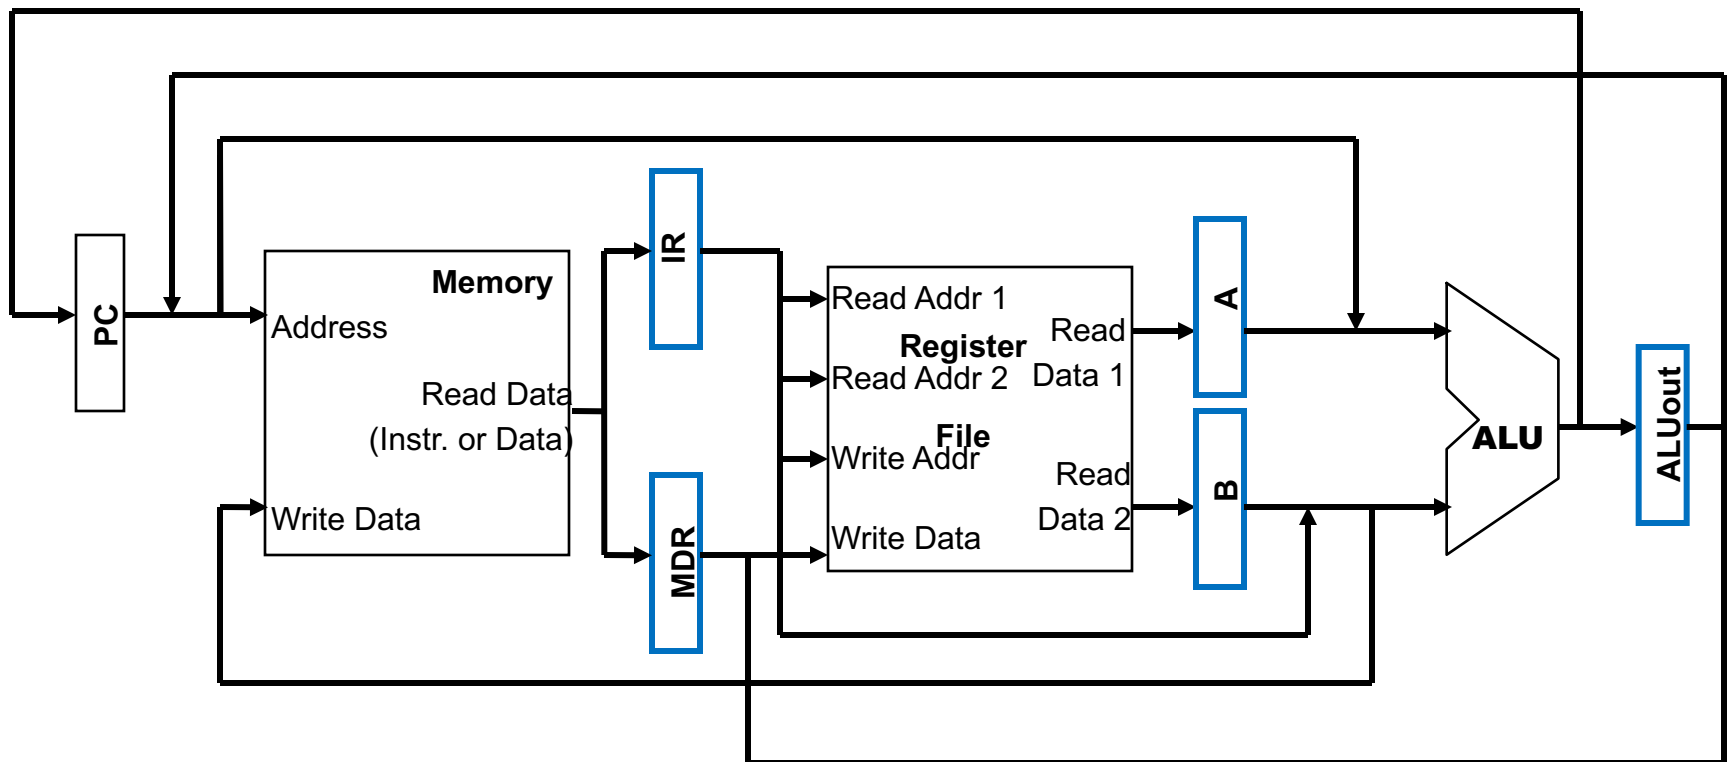 PC
Memory
Address
Read Data
(Instr. or Data)
Write Data
IR
MDR
Read Addr 1
Register
Read Addr 2
File
Write Addr
Write Data
Read
Data 1
Read
Data 2
A
B
ALU
ALUout